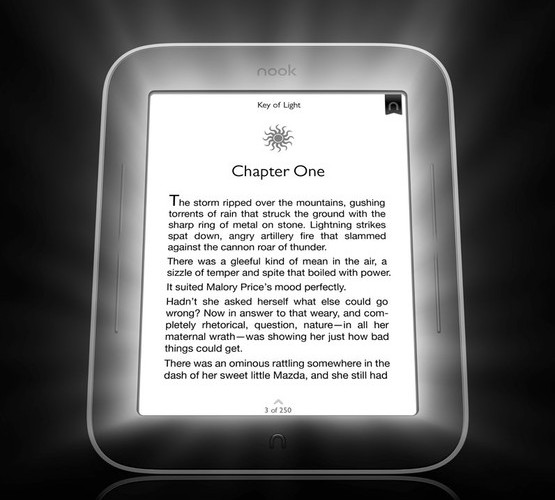 nook
Key of Light
Chapter One
The storm ripped over the mountains, gushing
torrents of rain that struck the ground with the
sharp ring of metal on stone. Lightning strikes
spat down, angry artillery fire that slammed
against the cannon roar of thunder.
There was a gleeful kind of mean in the air, a
sizzle of temper and spite that boiled with power.
It suited Malory Price's mood perfectly.
Hadn't she asked herself what else could go
wrong? Now in answer to that weary, and com-
pletely rhetorical, question, nature—in all her
maternal wrath—was showing her just how bad
things could get.
There was an ominous rattling somewhere in the
dash of her sweet little Mazda, and she still had
3 of 250